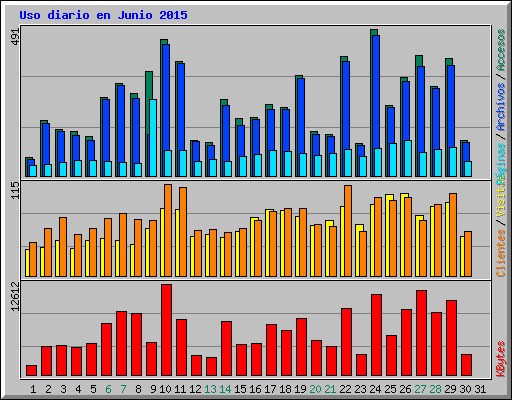 Uso diario en Junio 2015
491
115
12612
Clientes / Visitas
Páginas / Archivos / Accesos
KBytes
1 2 3 4 5 6 7 8 9 10 11 12 13 14 15 16 17 18 19 20 21 22 23 24 25 26 27 28 29 30 31